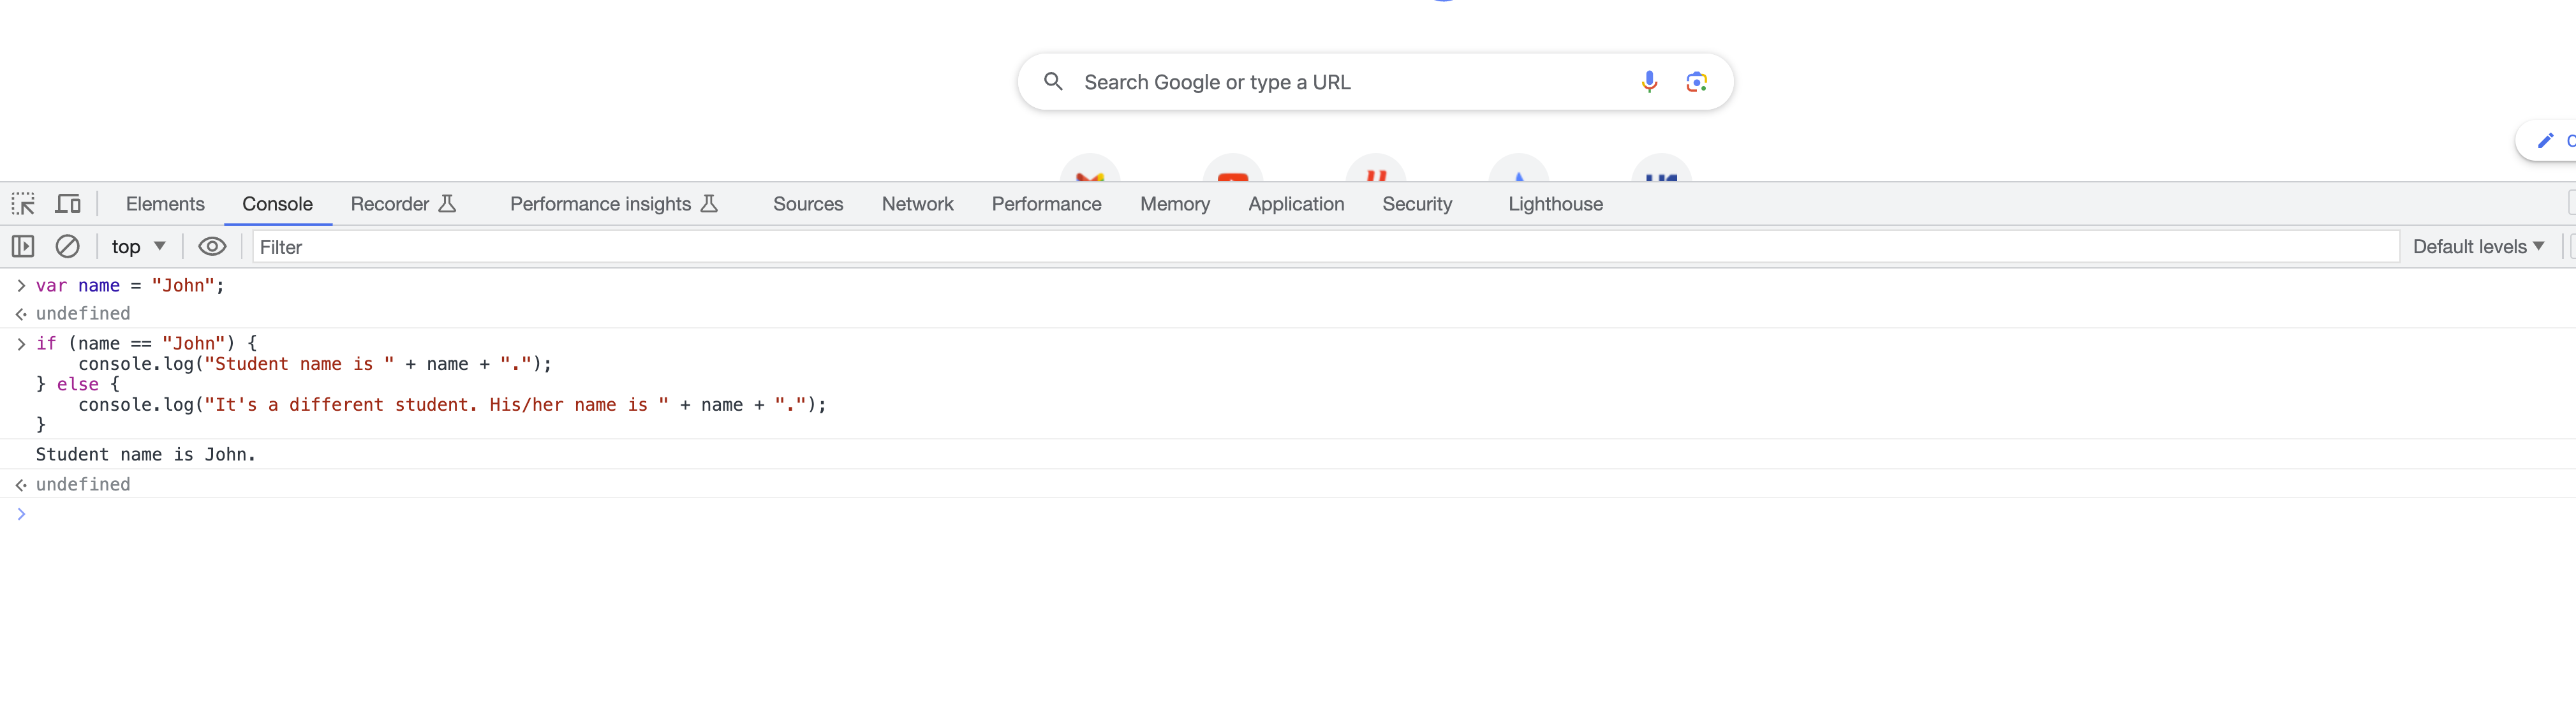 Search Google or type a URL
Elements Console Recorder Performance insights Sources Network Performance Memory Application Security Lighthouse
top Filter Default levels
> var name = "John";
undefined
> if (name == "John") {
    console.log("Student name is " + name + ".");
} else {
    console.log("It's a different student. His/her name is " + name + ".");
}
Student name is John.
undefined
>